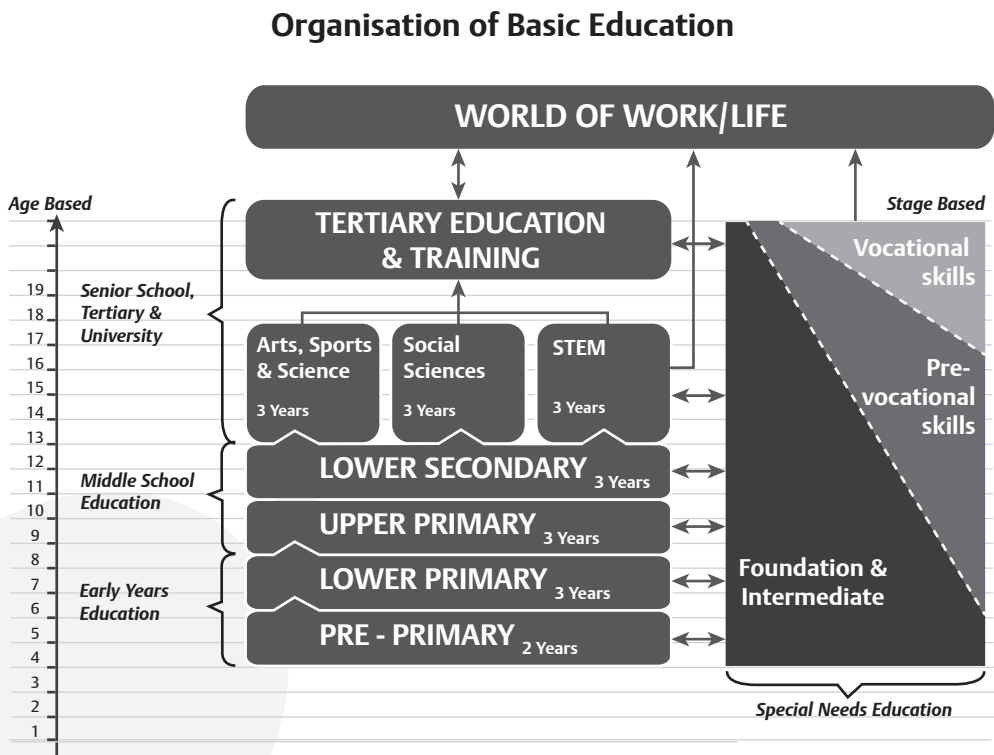 Organisation of Basic Education
WORLD OF WORK/LIFE
Age Based
Stage Based
TERTIARY EDUCATION
& TRAINING
Senior School,
Tertiary &
University
Arts, Sports
& Science
3 Years
Social
Sciences
3 Years
STEM
3 Years
LOWER SECONDARY 3 Years
Middle School
Education
UPPER PRIMARY 3 Years
LOWER PRIMARY 3 Years
Early Years
Education
PRE - PRIMARY 2 Years
19
18
17
16
15
14
13
12
11
10
9
8
7
6
5
4
3
2
1
Vocational
skills
Pre-
vocational
skills
Foundation &
Intermediate
Special Needs Education